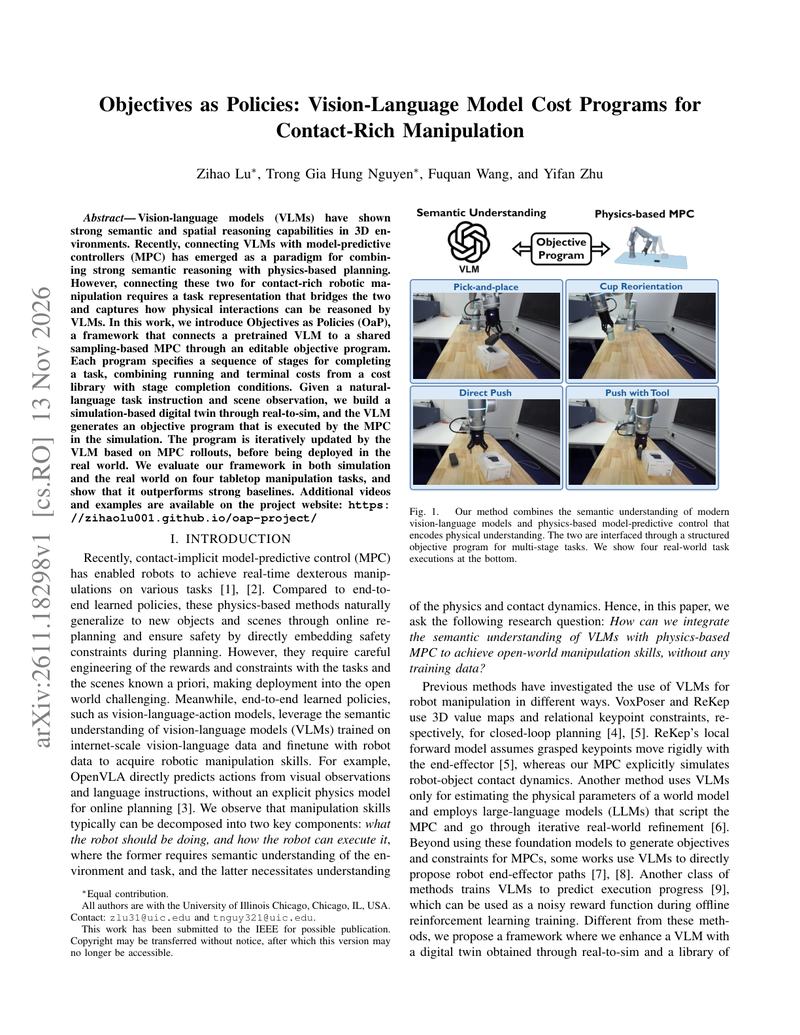 Objectives as Policies: Vision-Language Model Cost Programs for
Contact-Rich Manipulation
Zihao Lu*, Trong Gia Hung Nguyen*, Fuquan Wang, and Yifan Zhu
arXiv:2611.18298v1 [cs.RO] 13 Nov 2026
Abstract— Vision-language models (VLMs) have shown
strong semantic and spatial reasoning capabilities in 3D en-
vironments. Recently, connecting VLMs with model-predictive
controllers (MPC) has emerged as a paradigm for combin-
ing strong semantic reasoning with physics-based planning.
However, connecting these two for contact-rich robotic ma-
nipulation requires a task representation that bridges the two
and captures how physical interactions can be reasoned by
VLMs. In this work, we introduce Objectives as Policies (OaP),
a framework that connects a pretrained VLM to a shared
sampling-based MPC through an editable objective program.
Each program specifies a sequence of stages for completing
a task, combining running and terminal costs from a cost
library with stage completion conditions. Given a natural-
language task instruction and scene observation, we build a
simulation-based digital twin through real-to-sim, and the VLM
generates an objective program that is executed by the MPC
in the simulation. The program is iteratively updated by the
VLM based on MPC rollouts, before being deployed in the
real world. We evaluate our framework in both simulation
and the real world on four tabletop manipulation tasks, and
show that it outperforms strong baselines. Additional videos
and examples are available on the project website: https:
//zihaolu001.github.io/oap-project/
I. INTRODUCTION
Recently, contact-implicit model-predictive control (MPC)
has enabled robots to achieve real-time dexterous manip-
ulations on various tasks [1], [2]. Compared to end-to-
end learned policies, these physics-based methods naturally
generalize to new objects and scenes through online re-
planning and ensure safety by directly embedding safety
constraints during planning. However, they require careful
engineering of the rewards and constraints with the tasks and
the scenes known a priori, making deployment into the open
world challenging. Meanwhile, end-to-end learned policies,
such as vision-language-action models, leverage the semantic
understanding of vision-language models (VLMs) trained on
internet-scale vision-language data and finetune with robot
data to acquire robotic manipulation skills. For example,
OpenVLA directly predicts actions from visual observations
and language instructions, without an explicit physics model
for online planning [3]. We observe that manipulation skills
typically can be decomposed into two key components: what
the robot should be doing, and how the robot can execute it,
where the former requires semantic understanding of the en-
vironment and task, and the latter necessitates understanding
*Equal contribution.
All authors are with the University of Illinois Chicago, Chicago, IL, USA.
Contact: zlu31@uic.edu and tnguy321@uic.edu.
This work has been submitted to the IEEE for possible publication.
Copyright may be transferred without notice, after which this version may
no longer be accessible.
Semantic Understanding
Physics-based MPC
Objective
Program
VLM
Pick-and-place
Cup Reorientation
Direct Push
Push with Tool
Fig. 1. Our method combines the semantic understanding of modern
vision-language models and physics-based model-predictive control that
encodes physical understanding. The two are interfaced through a structured
objective program for multi-stage tasks. We show four real-world task
executions at the bottom.
of the physics and contact dynamics. Hence, in this paper, we
ask the following research question: How can we integrate
the semantic understanding of VLMs with physics-based
MPC to achieve open-world manipulation skills, without any
training data?
Previous methods have investigated the use of VLMs for
robot manipulation in different ways. VoxPoser and ReKep
use 3D value maps and relational keypoint constraints, re-
spectively, for closed-loop planning [4], [5]. ReKep's local
forward model assumes grasped keypoints move rigidly with
the end-effector [5], whereas our MPC explicitly simulates
robot-object contact dynamics. Another method uses VLMs
only for estimating the physical parameters of a world model
and employs large-language models (LLMs) that script the
MPC and go through iterative real-world refinement [6].
Beyond using these foundation models to generate objectives
and constraints for MPCs, some works use VLMs to directly
propose robot end-effector paths [7], [8]. Another class of
methods trains VLMs to predict execution progress [9],
which can be used as a noisy reward function during offline
reinforcement learning training. Different from these meth-
ods, we propose a framework where we enhance a VLM with
a digital twin obtained through real-to-sim and a library of